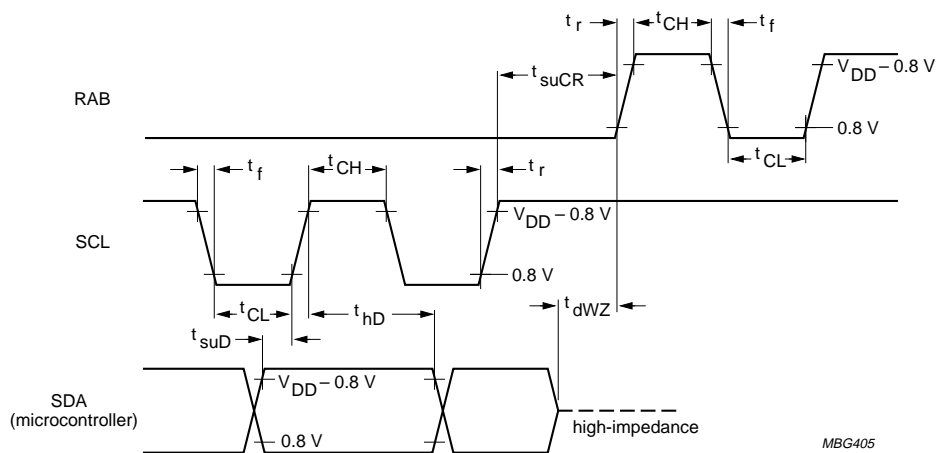 t r
t CH
t f
t suCR
V DD – 0.8 V
RAB
0.8 V
t CL
t f
t CH
t r
V DD – 0.8 V
SCL
0.8 V
t CL
t hD
t dWZ
t suD
V DD – 0.8 V
SDA
(microcontroller)
high-impedance
0.8 V
MBG405